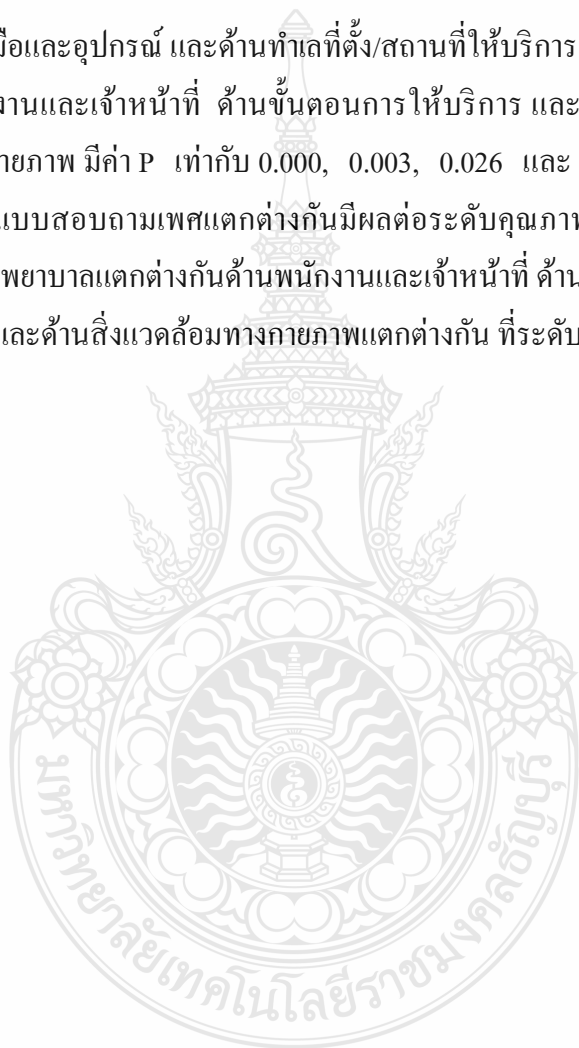 มือและอุปกรณ์ และด้านทำเลที่ตั้ง/สถานที่ให้บริการ
งานและเจ้าหน้าที่ ด้านขั้นตอนการให้บริการ และ
ายภาพ มีค่า P เท่ากับ 0.000, 0.003, 0.026 และ
แบบสอบถามเพศแตกต่างกันมีผลต่อระดับคุณภาพ
พยาบาลแตกต่างกันด้านพนักงานและเจ้าหน้าที่ ด้าน
และด้านสิ่งแวดล้อมทางกายภาพแตกต่างกัน ที่ระดับ
มหาวิทยาลัยเทคโนโลยีราชมงคลธัญบุรี